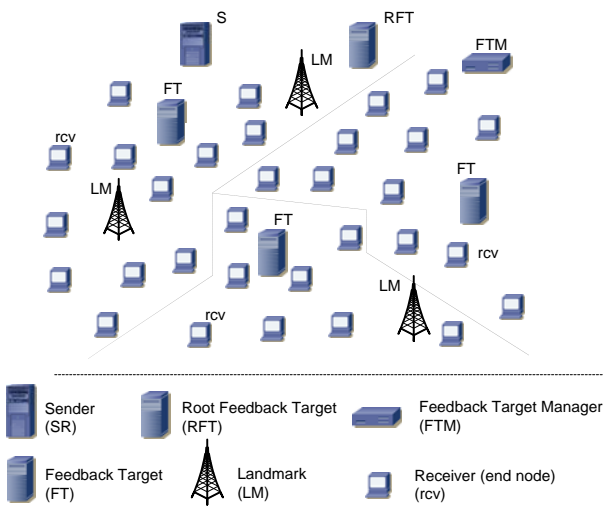 S
RFT
LM
FTM
FT
rcv
LM
FT
FT
rcv
LM
rcv
Sender
(SR)
Root Feedback Target
(RFT)
Feedback Target Manager
(FTM)
Feedback Target
(FT)
Landmark
(LM)
Receiver (end node)
(rcv)